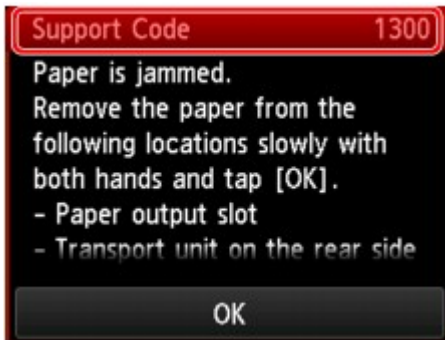 Support Code 1300
Paper is jammed.
Remove the paper from the
following locations slowly with
both hands and tap [OK].
- Paper output slot
- Transport unit on the rear side
OK